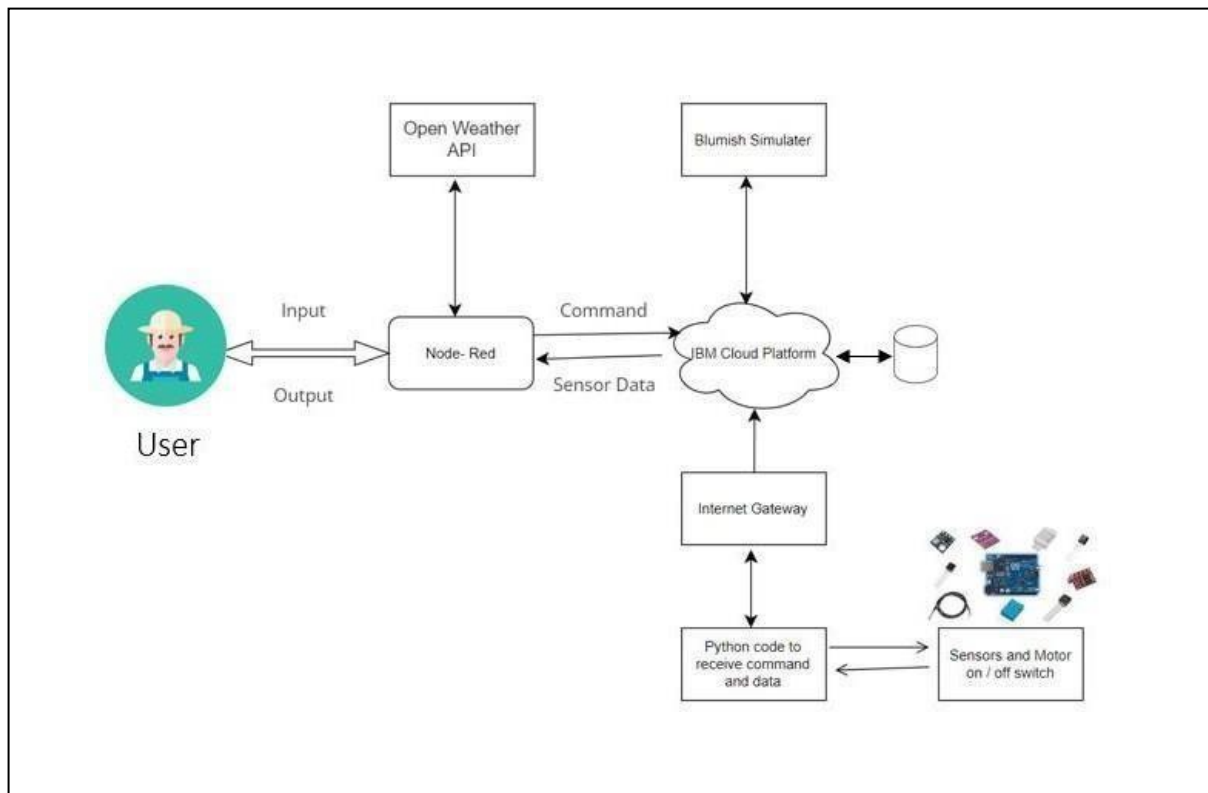 Open Weather
API
Blumish Simulater
Input
Command
Node- Red
IBM Cloud Platform
Output
Sensor Data
User
Internet Gateway
Python code to
receive command
and data
Sensors and Motor
on / off switch